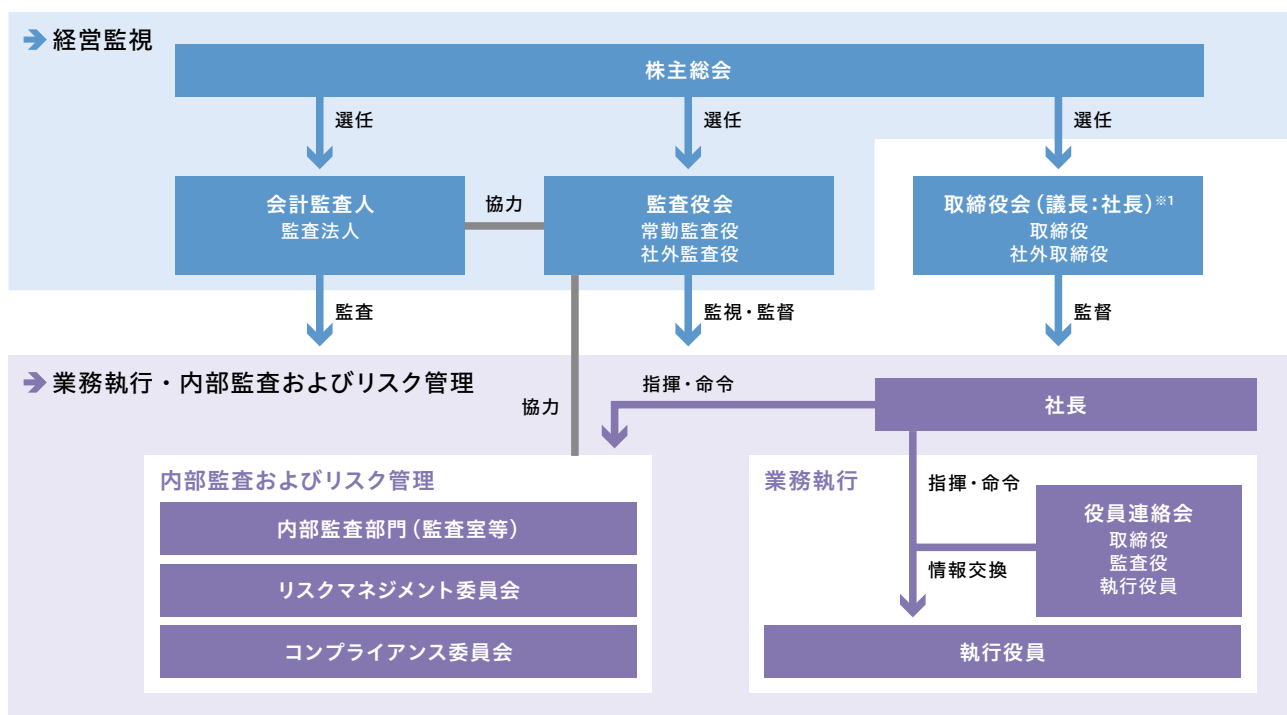 経営監視
株主総会
選任
選任
選任
会計監査人
監査法人
協力
監査役会
常勤監査役
社外監査役
取締役会(議長:社長)※1
取締役
社外取締役
監査
監視・監督
監督
業務執行・内部監査およびリスク管理
協力
指揮・命令
社長
内部監査およびリスク管理
内部監査部門(監査室等)
リスクマネジメント委員会
コンプライアンス委員会
業務執行
指揮・命令
役員連絡会
取締役
監査役
執行役員
情報交換
執行役員